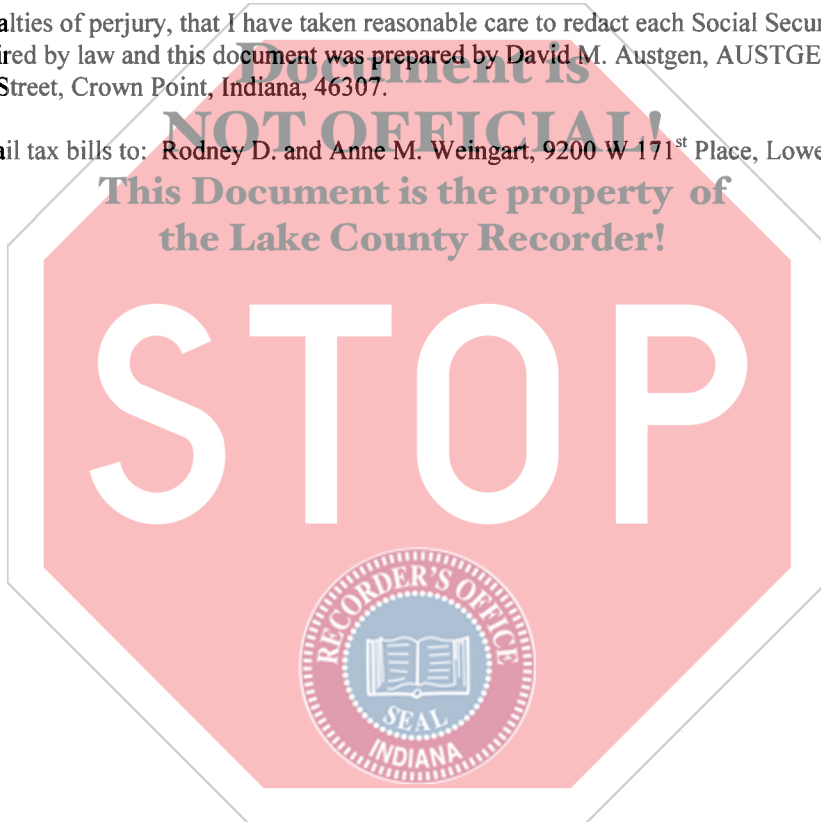 alties of perjury, that I have taken reasonable care to redact each Social Secur
ired by law and this document was prepared by David M. Austgen, AUSTGE
Street, Crown Point, Indiana, 46307.
Document is
NOT OFFICIAL!
ail tax bills to: Rodney D. and Anne M. Weingart, 9200 W 171st Place, Lowe
This Document is the property of
the Lake County Recorder!
STOP
RECORDER'S OFFICE
SEAL
INDIANA